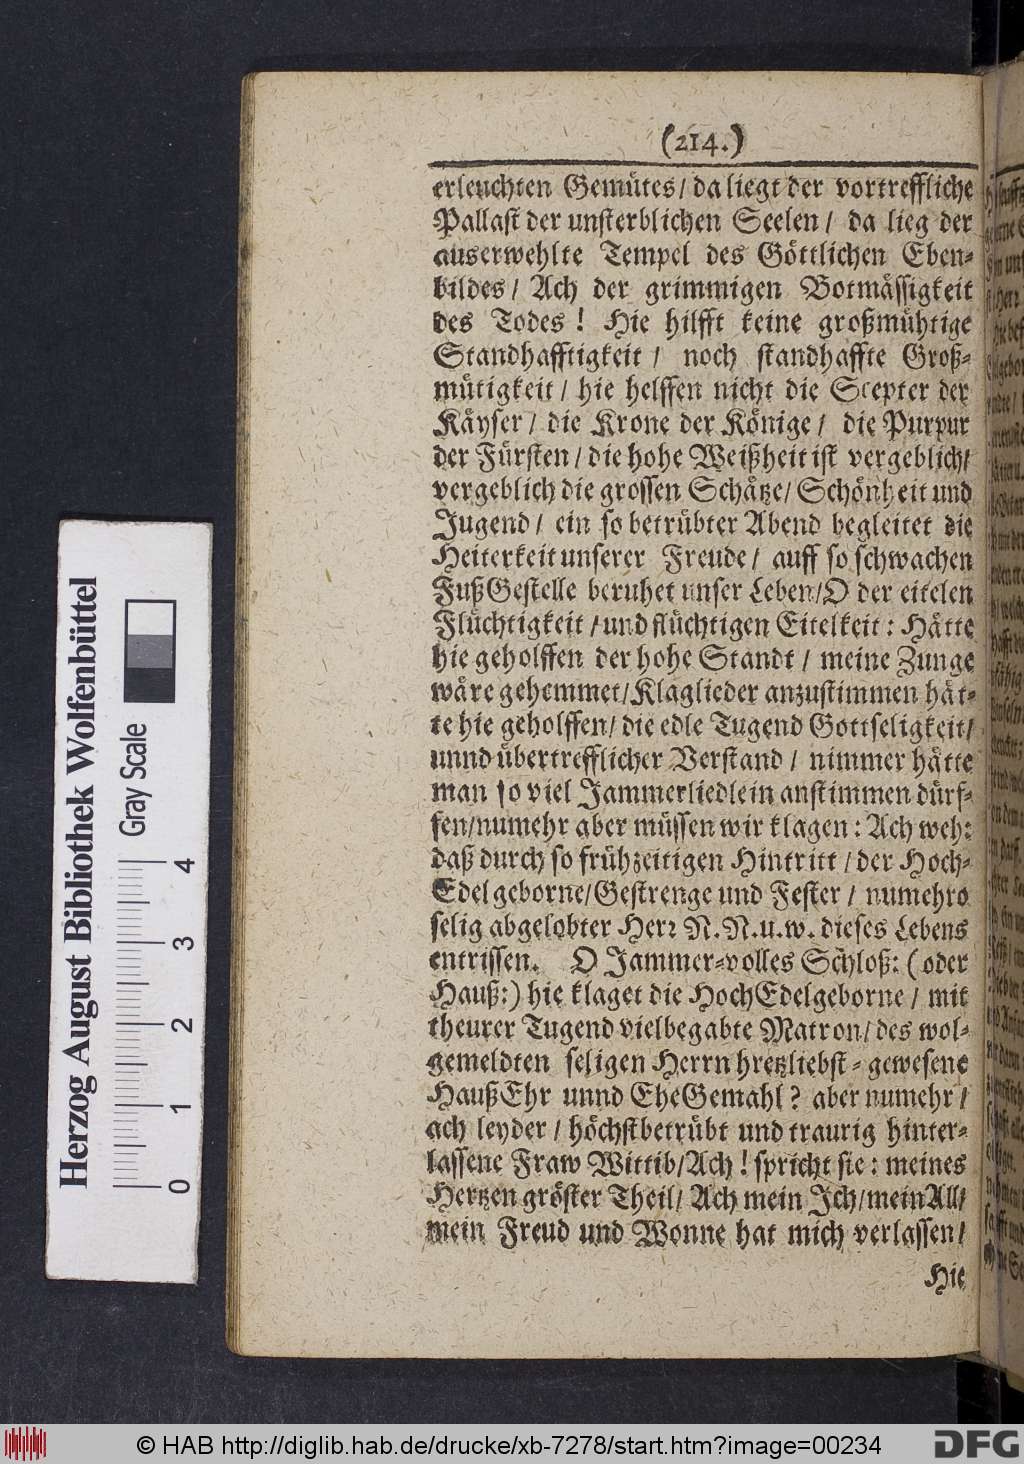 (214.)
erleuchten Gemütes / da liegt der vortreffliche
Pallast der unsterblichen Seelen / da lieg der
auserwehlte Tempel des Göttlichen Eben-
bildes / Ach der grimmigen Botmässigkeit
des Todes ! Hie hilfft keine großmühtige
Standhafftigkeit / noch standhaffte Groß-
mütigkeit / hie helffen nicht die Scepter der
Käyser / die Krone der Könige / die Purpur
der Fürsten / die hohe Weißheit ist vergeblich /
vergeblich die grossen Schätze / Schönheit und
Jugend / ein so betrübter Abend begleitet die
Heiterkeit unserer Freude / auff so schwachen
FußGestelle beruhet unser Leben / O der eitelen
Flüchtigkeit / und flüchtigen Eitelkeit : Hätte
hie geholffen der hohe Standt / meine Zunge
wäre gehemmet / Klaglieder anzustimmen hät-
te hie geholffen / die edle Tugend Gottseligkeit /
unnd übertrefflicher Verstand / nimmer hätte
man so viel Jammerliedlein anstimmen dürf-
fen / numehr aber müssen wir klagen : Ach weh:
daß durch so frühzeitigen Hintritt / der Hoch-
Edelgeborne / Gestrenge und Fester / numehro
selig abgelobter Herr N. N. u. w. dieses Lebens
entrissen. O Jammer-volles Schloß: (oder
Hauß:) hie klaget die HochEdelgeborne / mit
theurer Tugend vielbegabte Matron / des wol-
gemeldten seligen Herrn hretzliebst-gewesene
HaußEhr unnd EheGemahl ? aber numehr /
ach leyder / höchstbetrübt und traurig hinter-
lassene Fraw Wittib / Ach ! spricht sie : meines
Hertzen gröster Theil / Ach mein Ich / mein All /
mein Freud und Wonne hat mich verlassen /
Hie
Herzog August Bibliothek Wolfenbüttel
Gray Scale
0 1 2 3 4
© HAB http://diglib.hab.de/drucke/xb-7278/start.htm?image=00234
DFG